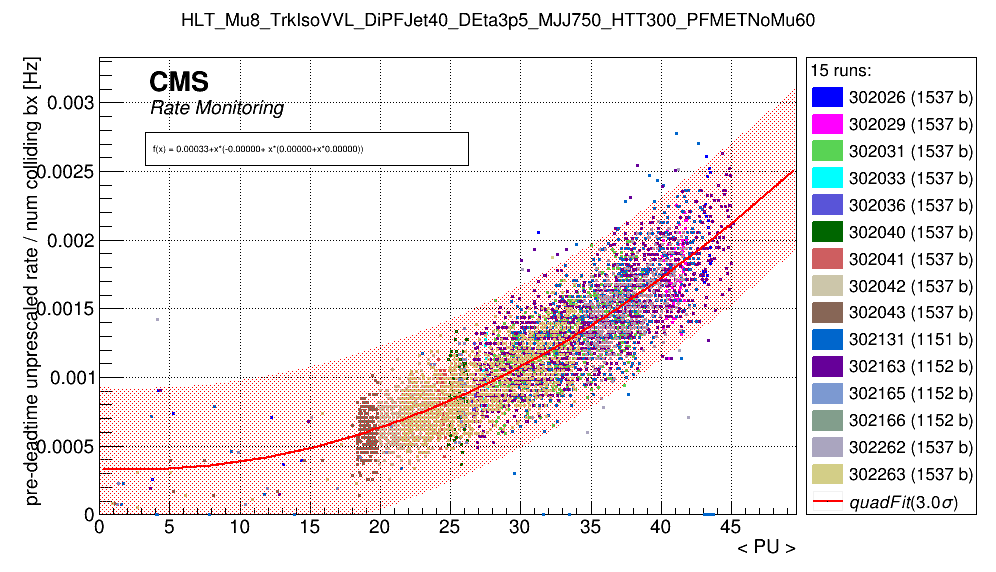 HLT_Mu8_TrkIsoVVL_DiPFJet40_DEta3p5_MJJ750_HTT300_PFMETNoMu60
pre-deadtime unprescaled rate / num colliding bx [Hz]
CMS
Rate Monitoring
f(x) = 0.00033+x*(-0.00000+ x*(0.00000+x*0.00000))
0.003
0.0025
0.002
0.0015
0.001
0.0005
0
0 5 10 15 20 25 30 35 40 45
< PU >
15 runs:
302026 (1537 b)
302029 (1537 b)
302031 (1537 b)
302033 (1537 b)
302036 (1537 b)
302040 (1537 b)
302041 (1537 b)
302042 (1537 b)
302043 (1537 b)
302131 (1151 b)
302163 (1152 b)
302165 (1152 b)
302166 (1152 b)
302262 (1537 b)
302263 (1537 b)
quadFit(3.0σ)